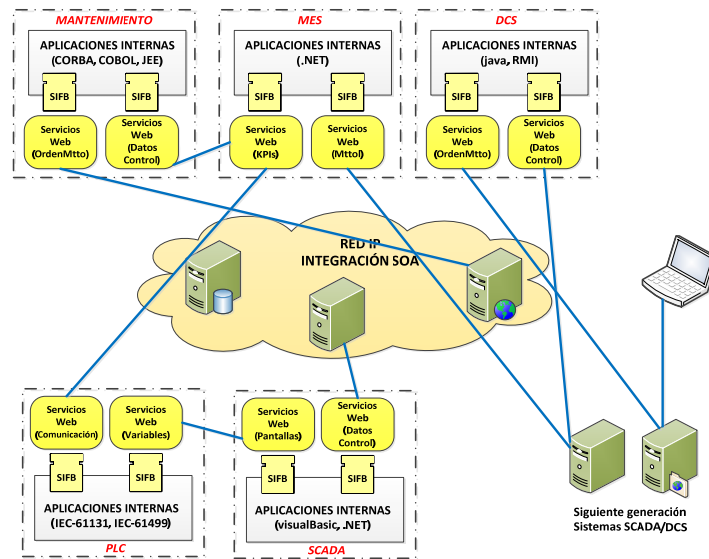 MANTENIMIENTO
APLICACIONES INTERNAS
(CORBA, COBOL, JEE)
SIFB
SIFB
Servicios
Web
(OrdenMtto)
Servicios
Web
(Datos
Control)
MES
APLICACIONES INTERNAS
(.NET)
SIFB
SIFB
Servicios
Web
(KPIs)
Servicios
Web
(Mttol)
DCS
APLICACIONES INTERNAS
(java, RMI)
SIFB
SIFB
Servicios
Web
(OrdenMtto)
Servicios
Web
(Datos
Control)
RED IP
INTEGRACIÓN SOA
Servicios
Web
(Comunicación)
Servicios
Web
(Variables)
SIFB
SIFB
APLICACIONES INTERNAS
(IEC-61131, IEC-61499)
PLC
Servicios
Web
(Pantallas)
Servicios
Web
(Datos
Control)
SIFB
SIFB
APLICACIONES INTERNAS
(visualBasic, .NET)
SCADA
Siguiente generación
Sistemas SCADA/DCS